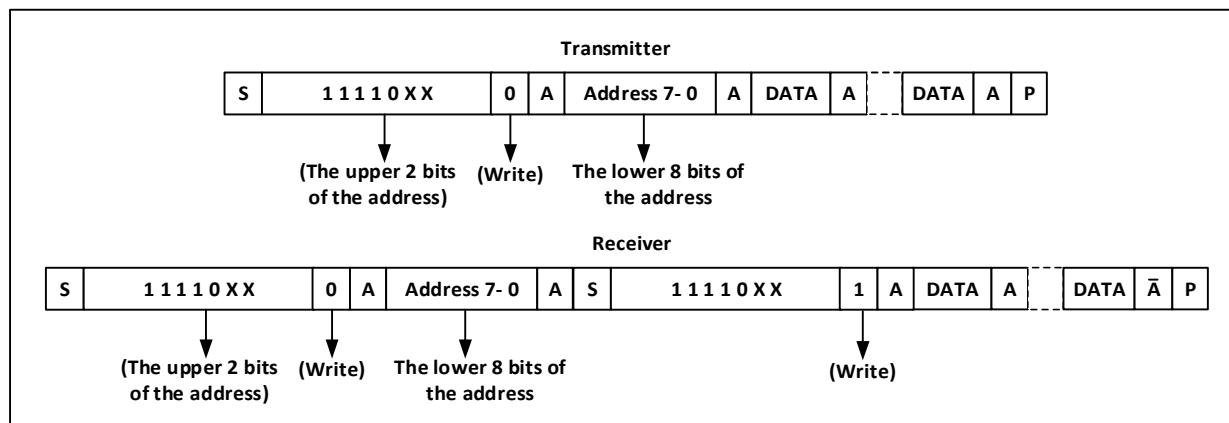 Transmitter
S 1 1 1 1 0 X X 0 A Address 7- 0 A DATA A DATA A P
(The upper 2 bits of the address) (Write) The lower 8 bits of the address
Receiver
S 1 1 1 1 0 X X 0 A Address 7- 0 A S 1 1 1 1 0 X X 1 A DATA A DATA Ā P
(The upper 2 bits of the address) (Write) The lower 8 bits of the address (Write)